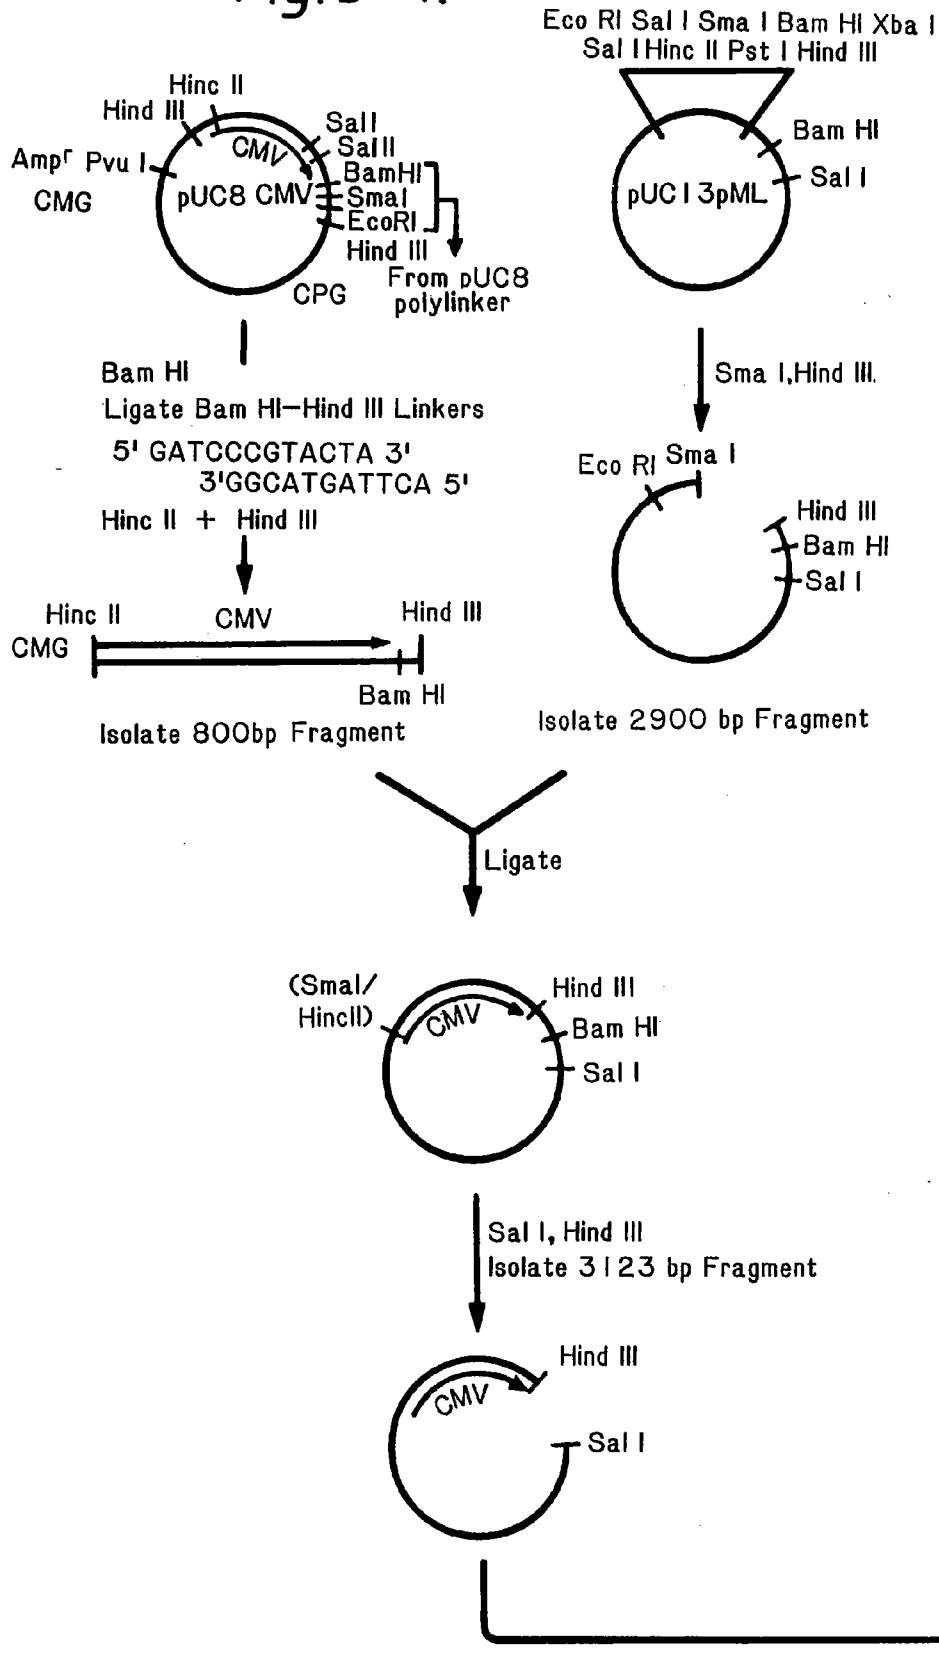 Eco RI Sal I Sma I Bam HI Xba I
Sal I Hinc II Pst I Hind III
Hinc II
Hind III
Ampʳ Pvu I
CMG
CMV
pUC8 CMV
SalI
SalII
BamHI
SmaI
EcoRI
Hind III
CPG
From pUC8
polylinker
Bam HI
Sal I
pUC13pML
Bam HI
Ligate Bam HI-Hind III Linkers
5' GATCCCGTACTA 3'
3'GGCATGATTCA 5'
Hinc II + Hind III
Sma I, Hind III.
Eco RI
Sma I
Hind III
Bam HI
Sal I
Hinc II
CMV
Hind III
CMG
Bam HI
Isolate 800bp Fragment
Isolate 2900 bp Fragment
Ligate
(SmaI/
HincII)
CMV
Hind III
Bam HI
Sal I
Sal I, Hind III
Isolate 3123 bp Fragment
Hind III
CMV
Sal I